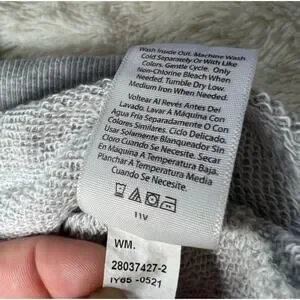 Wash Inside Out. Machine Wash
Cold Separately Or With Like
Colors. Gentle Cycle. Only
Non-Chlorine Bleach When
Needed. Tumble Dry Low.
Medium Iron When Needed.
Voltear Al Revés Antes Del
Lavado. Lavar A Máquina Con
Agua Fría Separadamente O Con
Colores Similares. Ciclo Delicado.
Usar Solamente Blanqueador Sin
Cloro Cuando Se Necesite. Secar
En Máquina A Temperatura Baja.
Planchar A Temperatura Media
Cuando Se Necesite.
11V
WM.
28037427-2
IY65 -0521